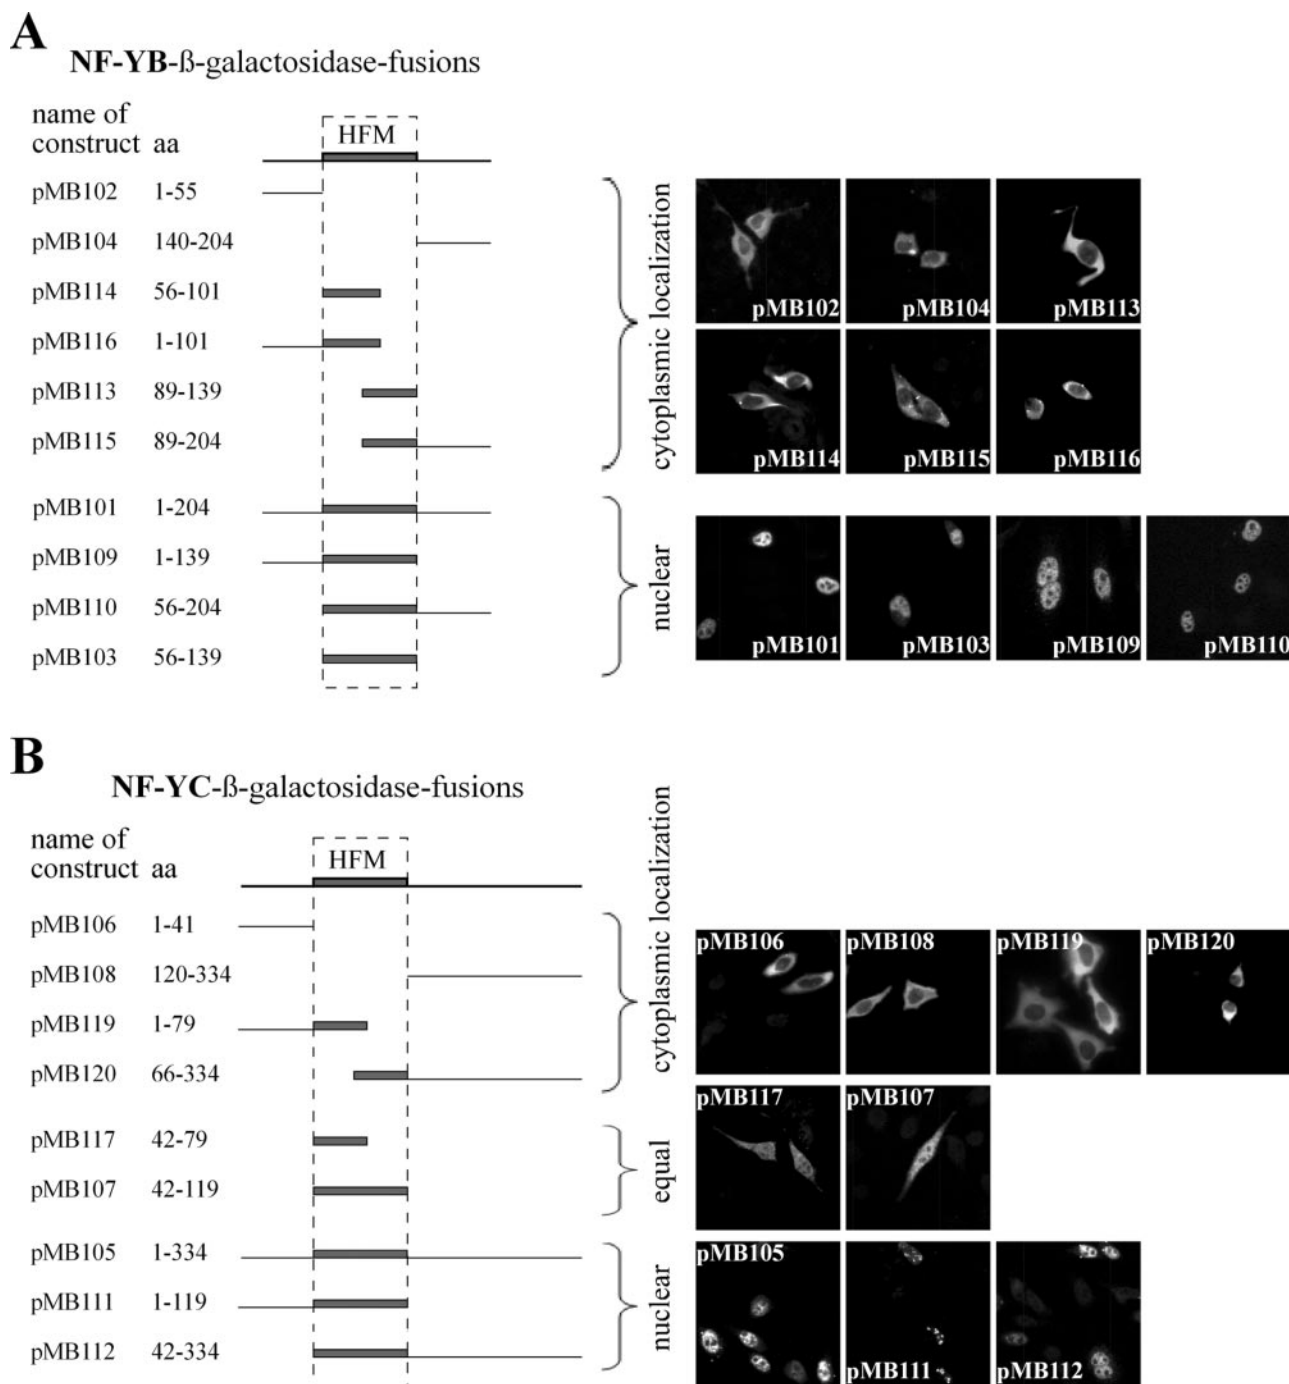 A
NF-YB-ß-galactosidase-fusions
name of
construct aa
HFM
pMB102 1-55
pMB104 140-204
pMB114 56-101
pMB116 1-101
pMB113 89-139
pMB115 89-204
pMB101 1-204
pMB109 1-139
pMB110 56-204
pMB103 56-139
cytoplasmic localization
nuclear
pMB102 pMB104 pMB113
pMB114 pMB115 pMB116
pMB101 pMB103 pMB109 pMB110
B
NF-YC-ß-galactosidase-fusions
name of
construct aa
HFM
pMB106 1-41
pMB108 120-334
pMB119 1-79
pMB120 66-334
pMB117 42-79
pMB107 42-119
pMB105 1-334
pMB111 1-119
pMB112 42-334
cytoplasmic localization
equal
nuclear
pMB106 pMB108 pMB119 pMB120
pMB117 pMB107
pMB105 pMB111 pMB112